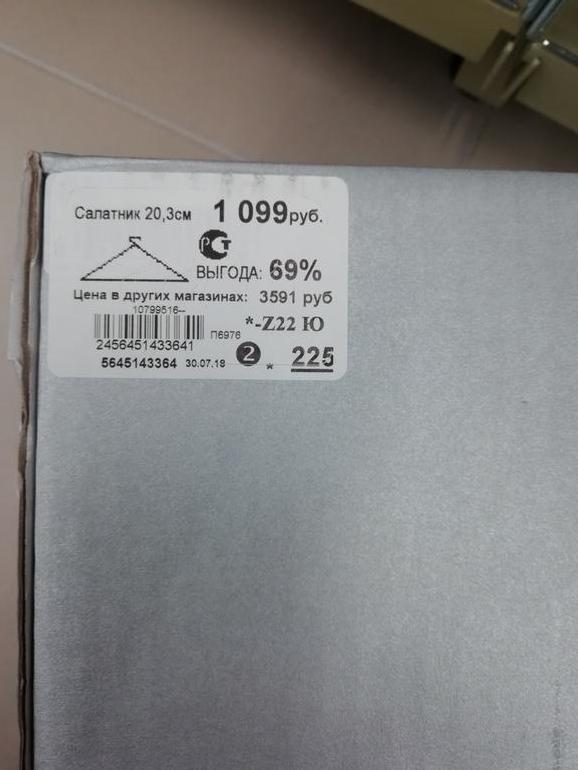 Салатник 20,3см 1 099руб.
РСТ
ВЫГОДА: 69%
Цена в других магазинах: 3591 руб
10799516--
П6976 *-Z22 Ю
2456451433641
5645143364 30.07.18 2 * 225